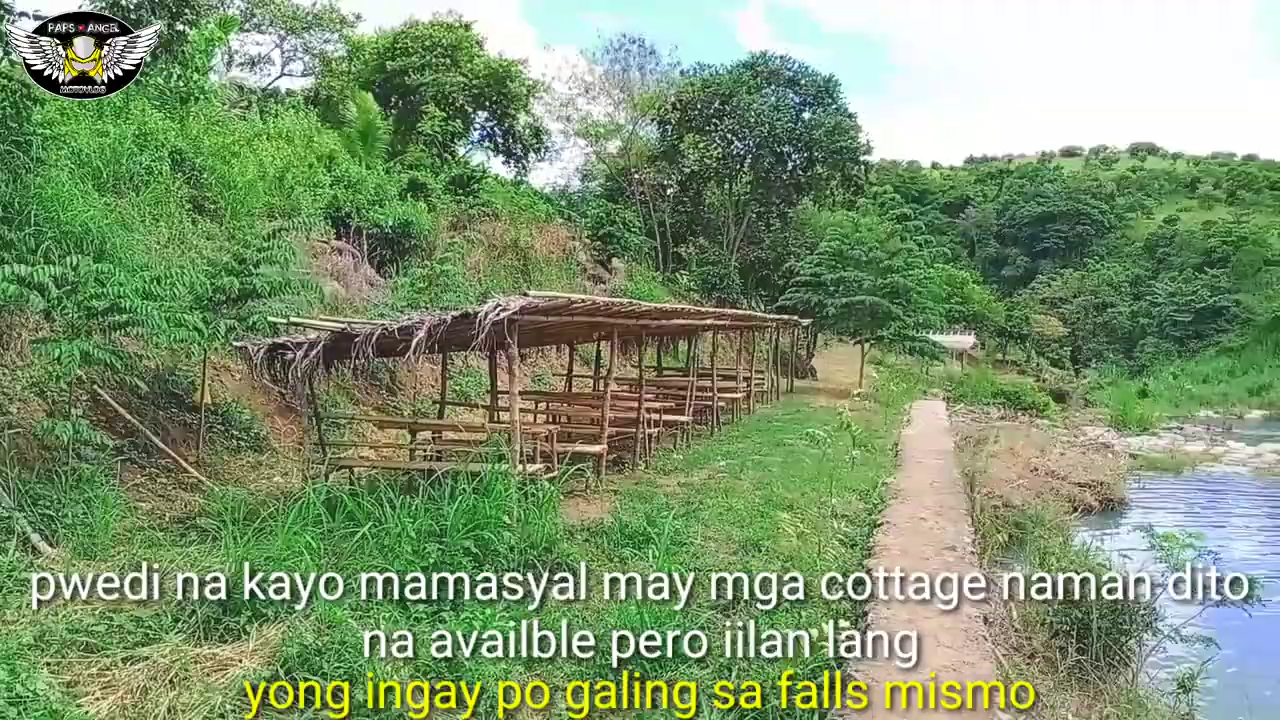 PAPS ANGEL
MOTOVLOG
pwedi na kayo mamasyal may mga cottage naman dito
na availble pero iilan lang
yong ingay po galing sa falls mismo